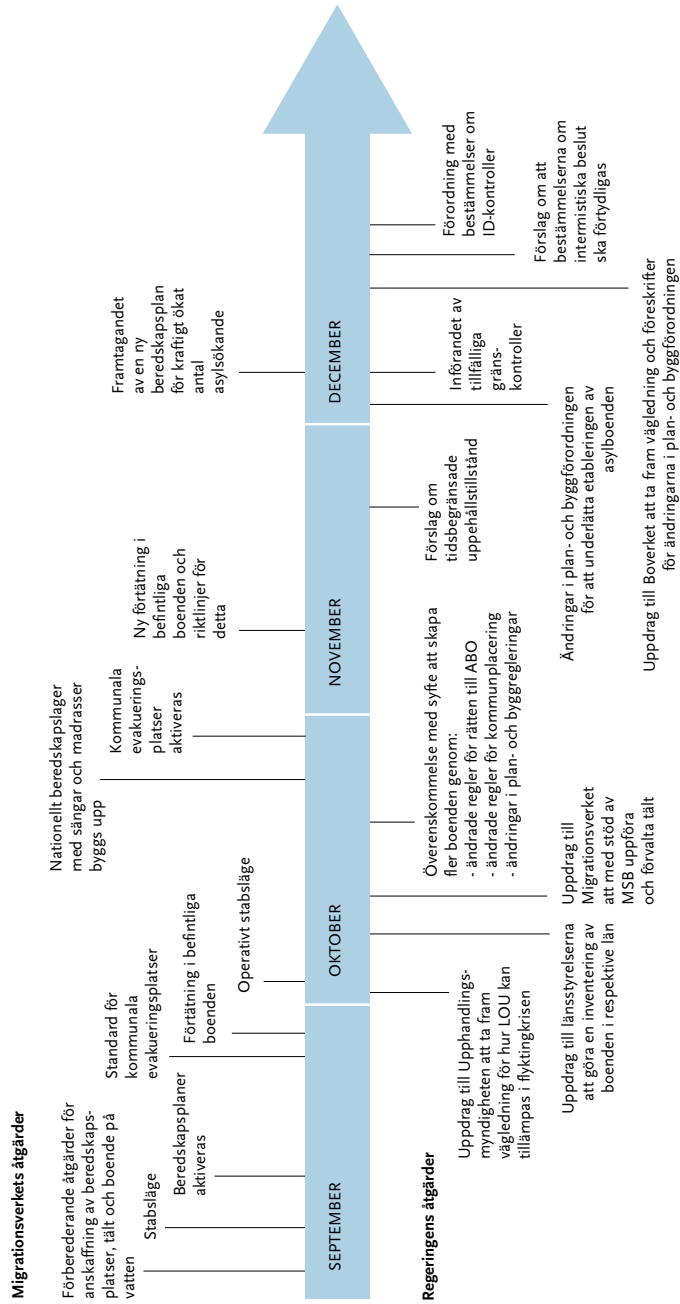 Migrationsverkets åtgärder
Förberederande åtgärder för
anskaffning av beredskaps-
platser, tält och boende på
vatten
Stabsläge
Beredskapsplaner
aktiveras
Standard för
kommunala
evakueringsplatser
Förtätning i befintliga
boenden
Operativt stabsläge
Nationellt beredskapslager
med sängar och madrasser
byggs upp
Kommunala
evakuerings-
platser
aktiveras
Ny förtätning i
befintliga
boenden och
riktlinjer för
detta
Framtagandet
av en ny
beredskapsplan
för kraftigt ökat
antal
asylsökande
SEPTEMBER
OKTOBER
NOVEMBER
DECEMBER
Regeringens åtgärder
Uppdrag till Upphandlings-
myndigheten att ta fram
vägledning för hur LOU kan
tillämpas i flyktingkrisen
Uppdrag till länsstyrelserna
att göra en inventering av
boenden i respektive län
Uppdrag till
Migrationsverket
att med stöd av
MSB uppföra
och förvalta tält
Överenskommelse med syfte att skapa
fler boenden genom:
- ändrade regler för rätten till ABO
- ändrade regler för kommunplacering
- ändringar i plan- och byggregleringar
Förslag om
tidsbegränsade
uppehållstillstånd
Ändringar i plan- och byggförordningen
för att underlätta etableringen av
asylboenden
Införandet av
tillfälliga
gräns-
kontroller
Uppdrag till Boverket att ta fram vägledning och föreskrifter
för ändringarna i plan- och byggförordningen
Förslag om att
bestämmelserna om
intermistiska beslut
ska förtydligas
Förordning med
bestämmelser om
ID-kontroller